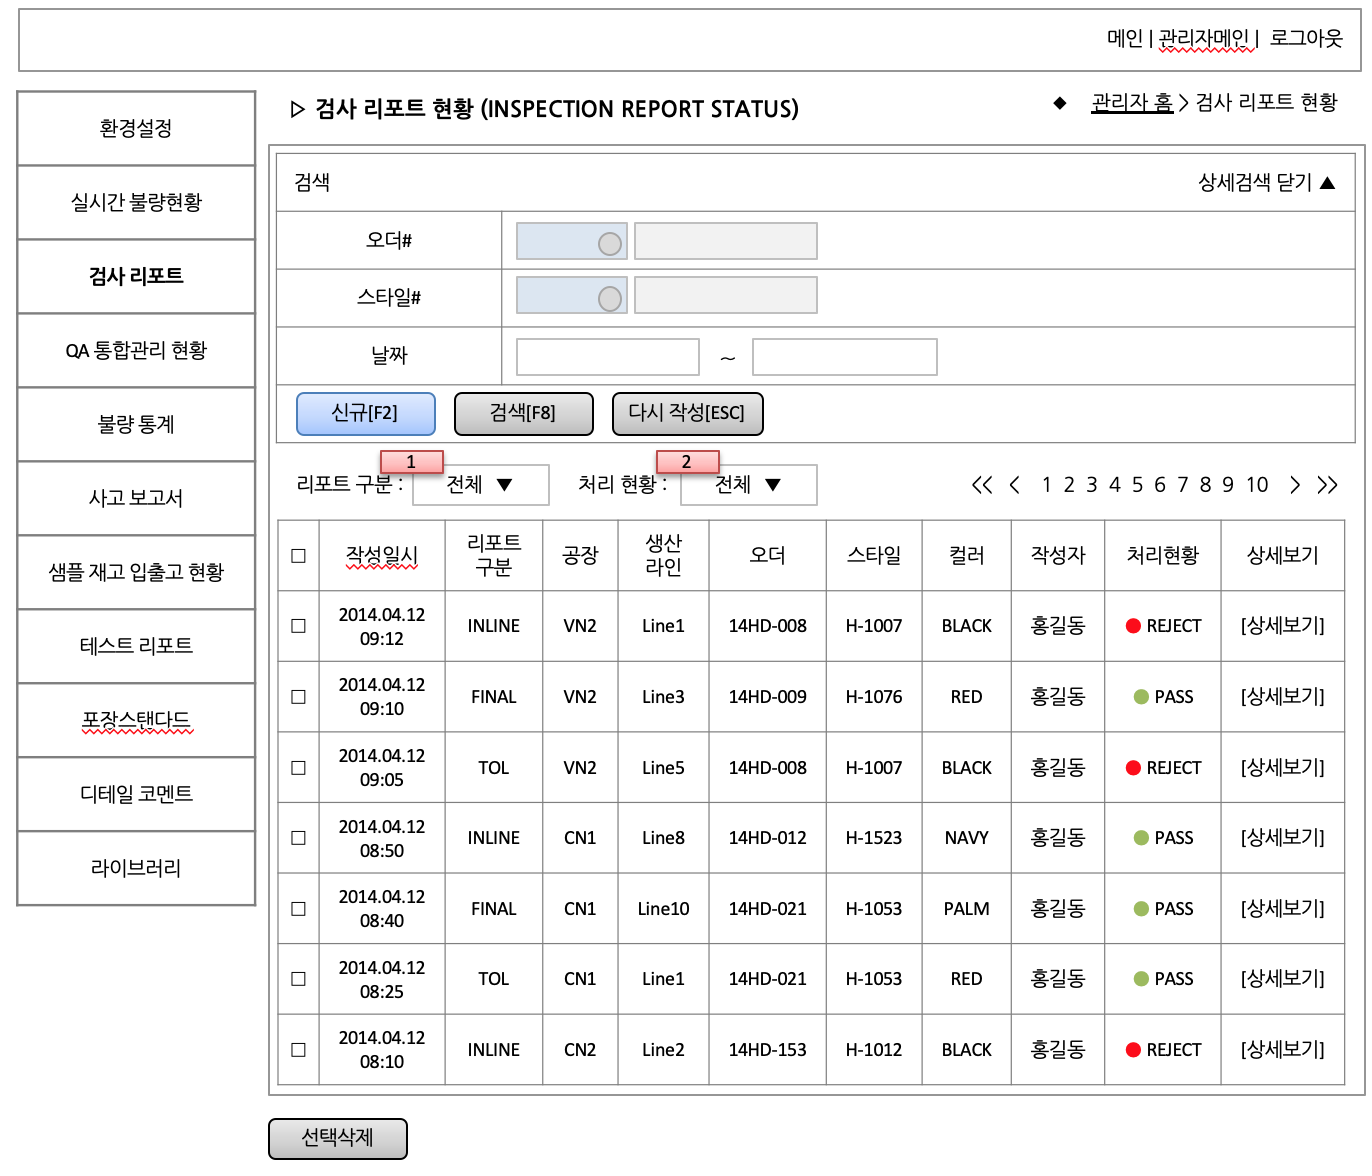 메인 | 관리자메인 | 로그아웃
환경설정
실시간 불량현황
검사 리포트
QA 통합관리 현황
불량 통계
사고 보고서
샘플 재고 입출고 현황
테스트 리포트
포장스탠다드
디테일 코멘트
라이브러리
▷ 검사 리포트 현황 (INSPECTION REPORT STATUS)
◆ 관리자 홈 > 검사 리포트 현황
검색 상세검색 닫기 ▲
오더#
스타일#
날짜 ~
신규[F2] 검색[F8] 다시 작성[ESC]
1 2
리포트 구분 : 전체 ▼ 처리 현황 : 전체 ▼ << < 1 2 3 4 5 6 7 8 9 10 > >>
□ 작성일시 리포트 구분 공장 생산 라인 오더 스타일 컬러 작성자 처리현황 상세보기
□ 2014.04.12 09:12 INLINE VN2 Line1 14HD-008 H-1007 BLACK 홍길동 ● REJECT [상세보기]
□ 2014.04.12 09:10 FINAL VN2 Line3 14HD-009 H-1076 RED 홍길동 ● PASS [상세보기]
□ 2014.04.12 09:05 TOL VN2 Line5 14HD-008 H-1007 BLACK 홍길동 ● REJECT [상세보기]
□ 2014.04.12 08:50 INLINE CN1 Line8 14HD-012 H-1523 NAVY 홍길동 ● PASS [상세보기]
□ 2014.04.12 08:40 FINAL CN1 Line10 14HD-021 H-1053 PALM 홍길동 ● PASS [상세보기]
□ 2014.04.12 08:25 TOL CN1 Line1 14HD-021 H-1053 RED 홍길동 ● PASS [상세보기]
□ 2014.04.12 08:10 INLINE CN2 Line2 14HD-153 H-1012 BLACK 홍길동 ● REJECT [상세보기]
선택삭제